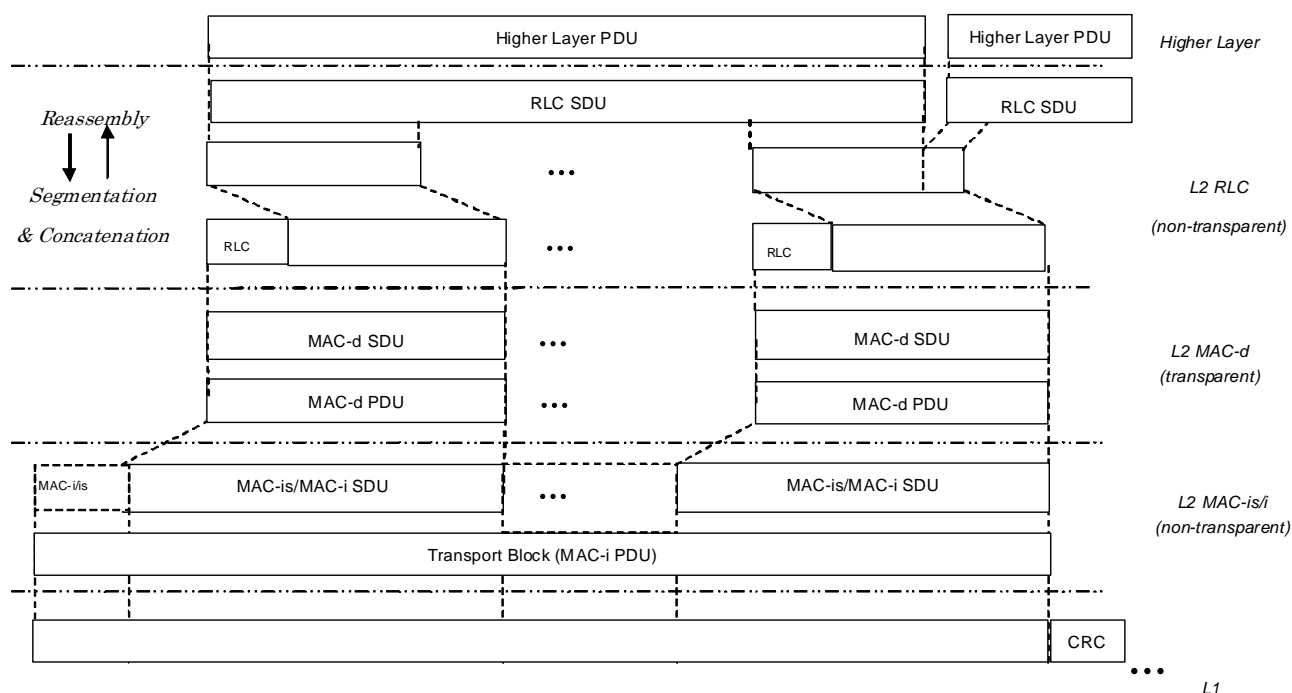 Higher Layer PDU
Higher Layer PDU
Higher Layer
RLC SDU
RLC SDU
Reassembly
Segmentation
& Concatenation
•••
L2 RLC
(non-transparent)
RLC
•••
RLC
MAC-d SDU
•••
MAC-d SDU
L2 MAC-d
(transparent)
MAC-d PDU
•••
MAC-d PDU
MAC-i/is
MAC-is/MAC-i SDU
•••
MAC-is/MAC-i SDU
L2 MAC-is/i
(non-transparent)
Transport Block (MAC-i PDU)
CRC
•••
L1